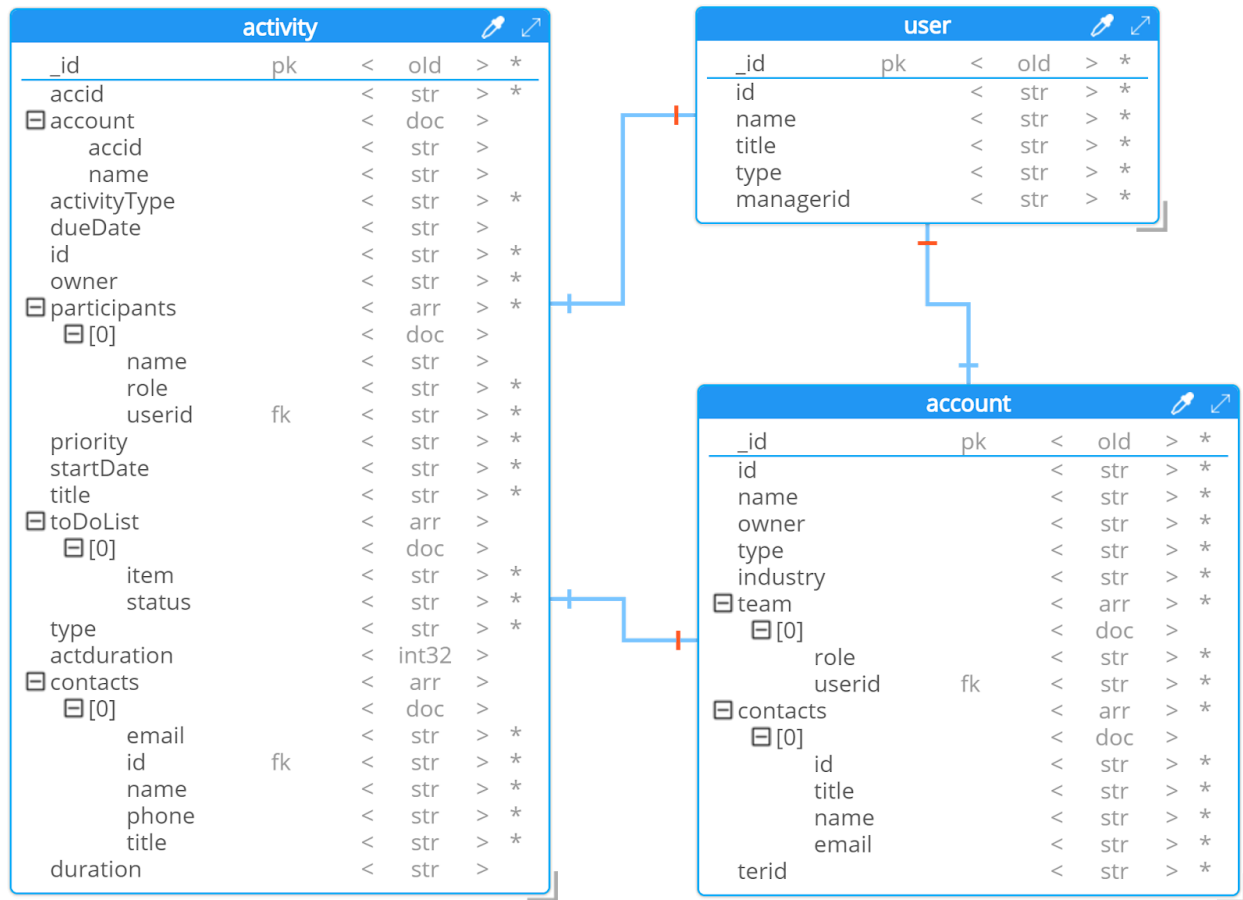 activity
_id pk < old > *
accid < str > *
account < doc >
accid < str >
name < str >
activityType < str > *
dueDate < str >
id < str > *
owner < str > *
participants < arr > *
[0] < doc >
name < str >
role < str > *
userid fk < str > *
priority < str > *
startDate < str > *
title < str > *
toDoList < arr >
[0] < doc >
item < str > *
status < str > *
type < str > *
actduration < int32 >
contacts < arr >
[0] < doc >
email < str > *
id fk < str > *
name < str > *
phone < str > *
title < str > *
duration < str >
user
_id pk < old > *
id < str > *
name < str > *
title < str > *
type < str > *
managerid < str > *
account
_id pk < old > *
id < str > *
name < str > *
owner < str > *
type < str > *
industry < str > *
team < arr > *
[0] < doc >
role < str > *
userid fk < str > *
contacts < arr > *
[0] < doc >
id < str > *
title < str > *
name < str > *
email < str > *
terid < str > *